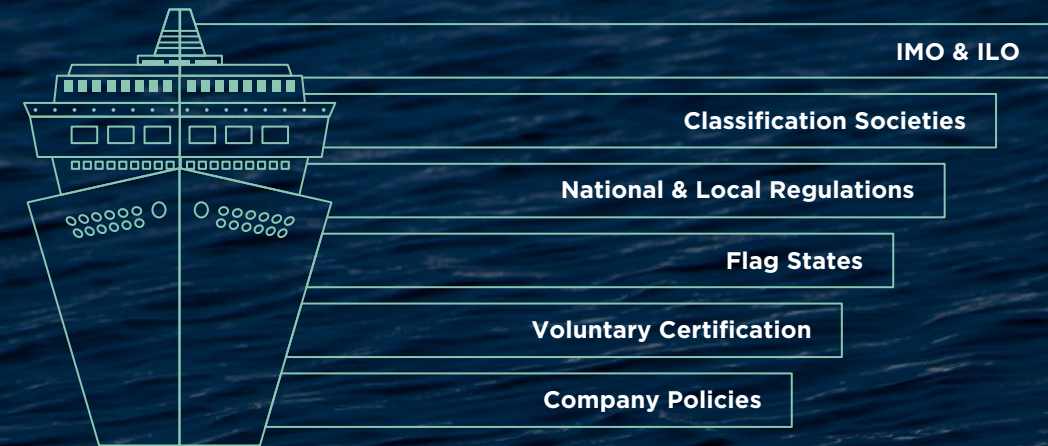 IMO & ILO
Classification Societies
National & Local Regulations
Flag States
Voluntary Certification
Company Policies